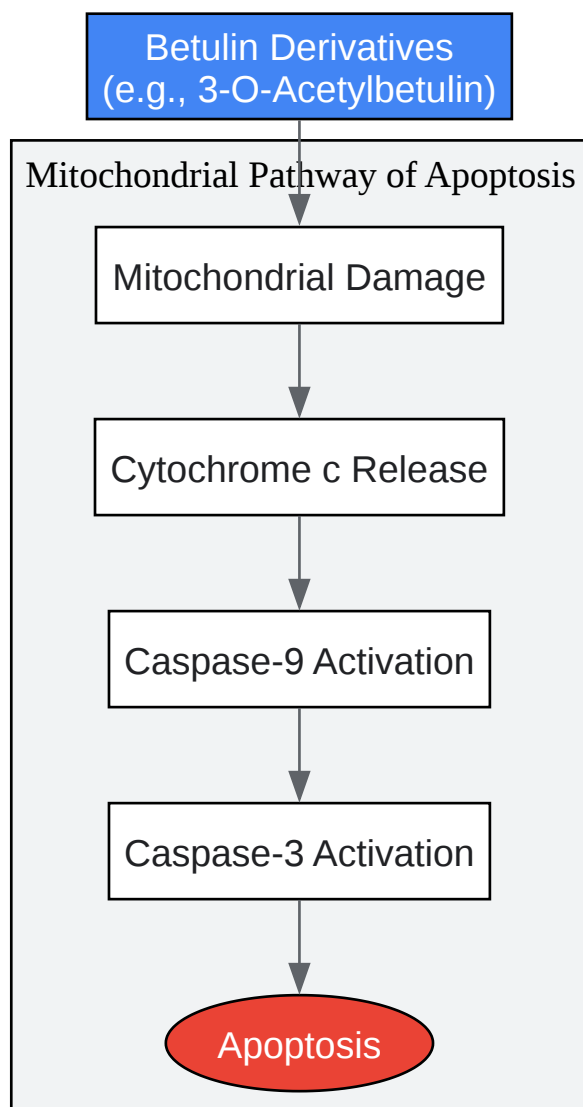 Betulin Derivatives
(e.g., 3-O-Acetylbetulin)
Mitochondrial Pathway of Apoptosis
Mitochondrial Damage
Cytochrome c Release
Caspase-9 Activation
Caspase-3 Activation
Apoptosis